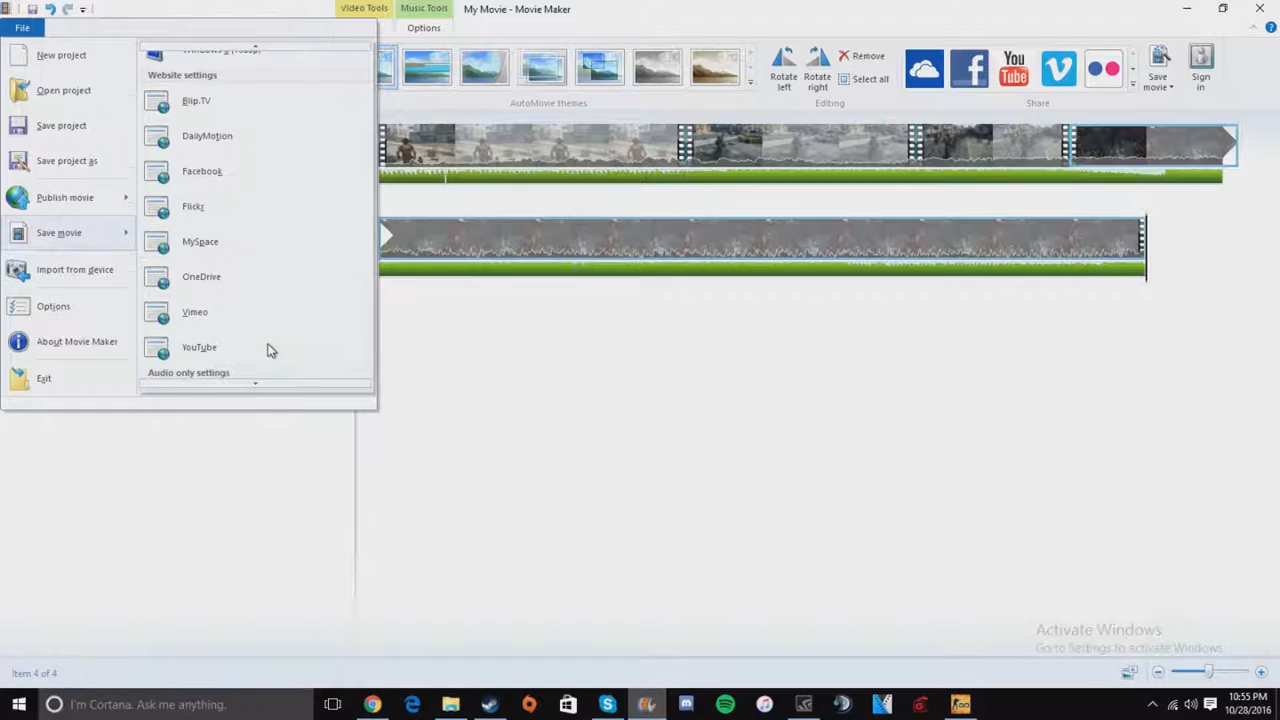 Video Tools
Music Tools
My Movie - Movie Maker
File
Options
New project
Open project
Save project
Save project as
Publish movie
Save movie
Import from device
Options
About Movie Maker
Exit
Website settings
Blip.TV
DailyMotion
Facebook
Flickr
MySpace
OneDrive
Vimeo
YouTube
Audio only settings
AutoMovie themes
Rotate left
Rotate right
Remove
Select all
Editing
You Tube
Share
Save movie
Sign in
Activate Windows
Go to Settings to activate Windows.
Item 4 of 4
I'm Cortana. Ask me anything.
10:55 PM
10/28/2016